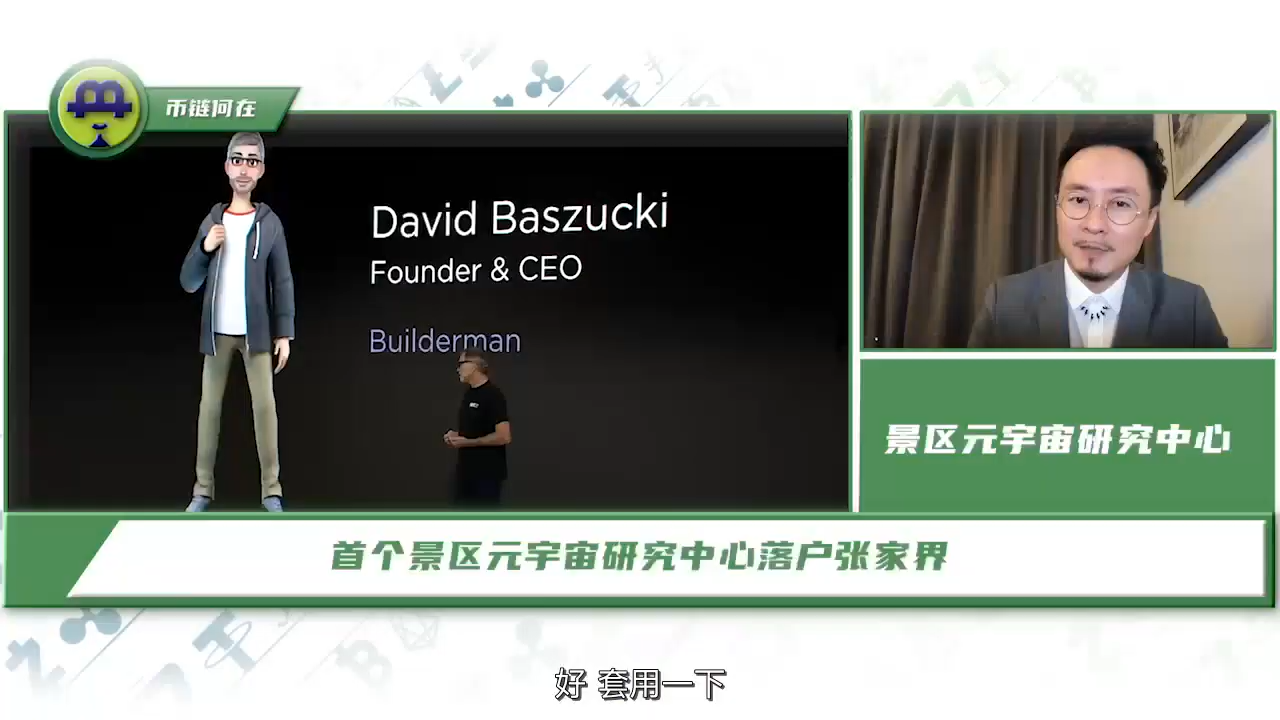 币链何在
David Baszucki
Founder & CEO
Builderman
景区元宇宙研究中心
首个景区元宇宙研究中心落户张家界
好 套用一下